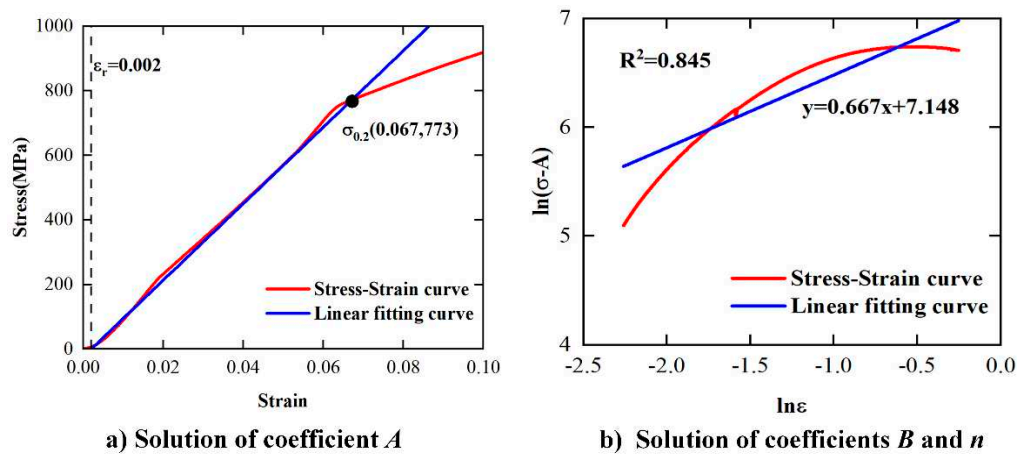 1000
800
600
400
200
0
Stress(MPa)
εr=0.002
σ0.2(0.067,773)
Stress-Strain curve
Linear fitting curve
0.00 0.02 0.04 0.06 0.08 0.10
Strain
a) Solution of coefficient A
7
6
5
4
ln(σ-A)
R²=0.845
y=0.667x+7.148
Stress-Strain curve
Linear fitting curve
-2.5 -2.0 -1.5 -1.0 -0.5 0.0
lnε
b) Solution of coefficients B and n